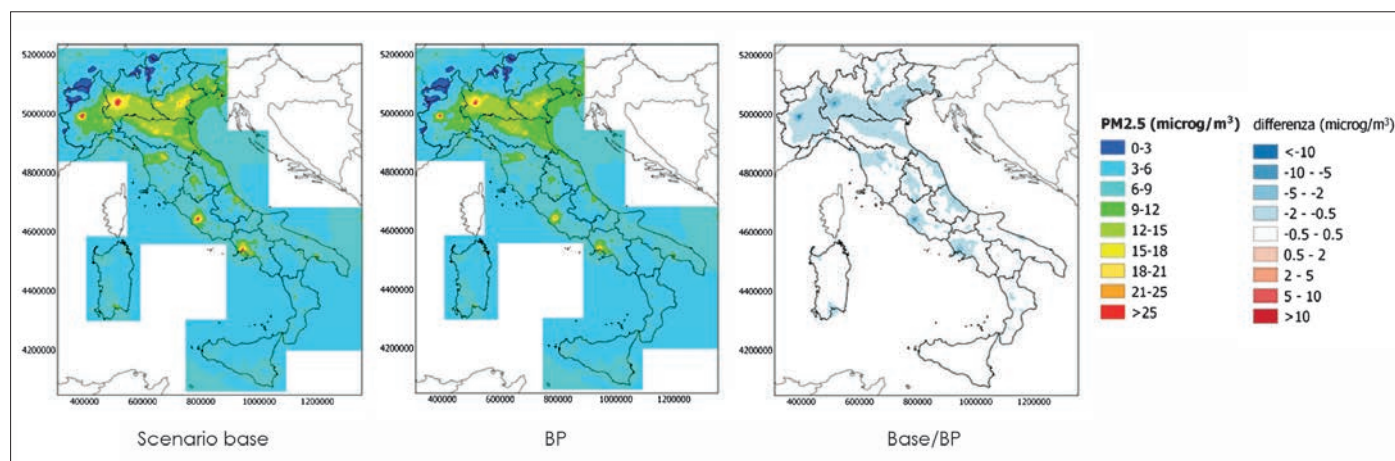 5200000
5000000
4800000
4600000
4400000
4200000
400000 600000 800000 1000000 1200000
Scenario base
5200000
5000000
4800000
4600000
4400000
4200000
400000 600000 800000 1000000 1200000
BP
5200000
5000000
4800000
4600000
4400000
4200000
400000 600000 800000 1000000 1200000
Base/BP
PM2.5 (microg/m³)
0-3
3-6
6-9
9-12
12-15
15-18
18-21
21-25
>25
differenza (microg/m³)
<-10
-10 - -5
-5 - -2
-2 - -0.5
-0.5 - 0.5
0.5 - 2
2 - 5
5 - 10
>10